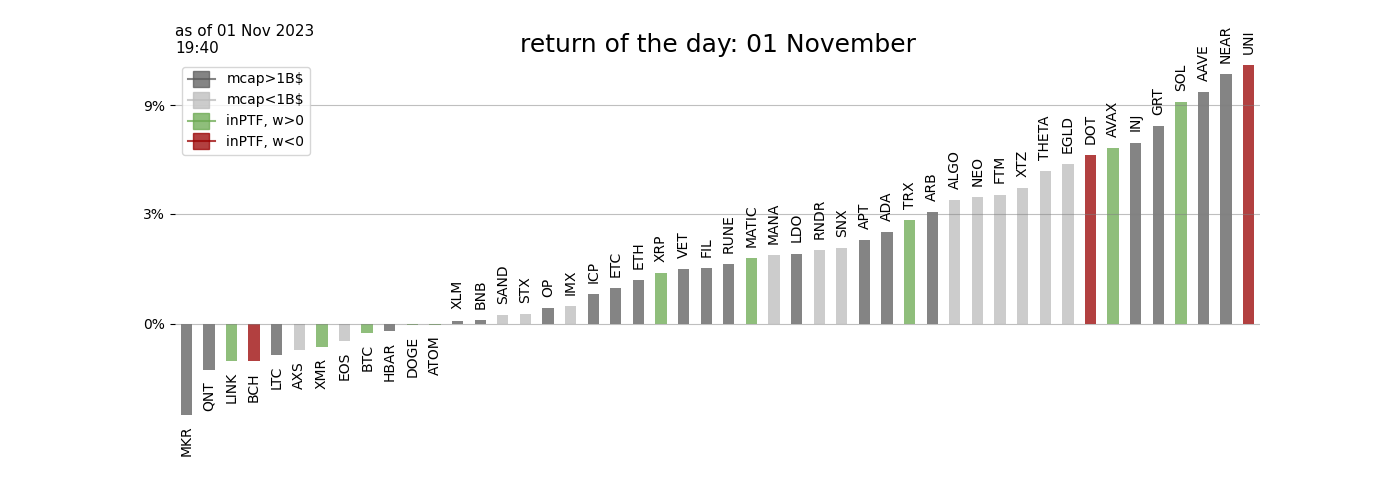 as of 01 Nov 2023
19:40
return of the day: 01 November
mcap>1B$
mcap<1B$
inPTF, w>0
inPTF, w<0
9%
3%
0%
MKR
QNT
LINK
BCH
LTC
AXS
XMR
EOS
BTC
HBAR
DOGE
ATOM
XLM
BNB
SAND
STX
OP
IMX
ICP
ETC
ETH
XRP
VET
FIL
RUNE
MATIC
MANA
LDO
RNDR
SNX
APT
ADA
TRX
ARB
ALGO
NEO
FTM
XTZ
THETA
EGLD
DOT
AVAX
INJ
GRT
SOL
AAVE
NEAR
UNI